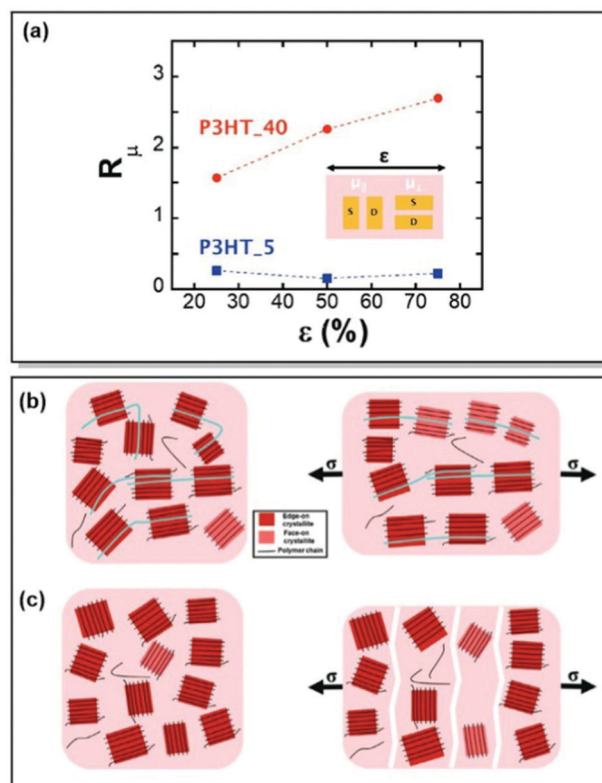 (a)
3
P3HT_40
2
Rμ
ε
μ∥ μ⊥
S D S
D
1
P3HT_5
0
20 30 40 50 60 70 80
ε (%)
(b)
σ σ
Edge-on
crystallite
Face-on
crystallite
Polymer chain
(c)
σ σ